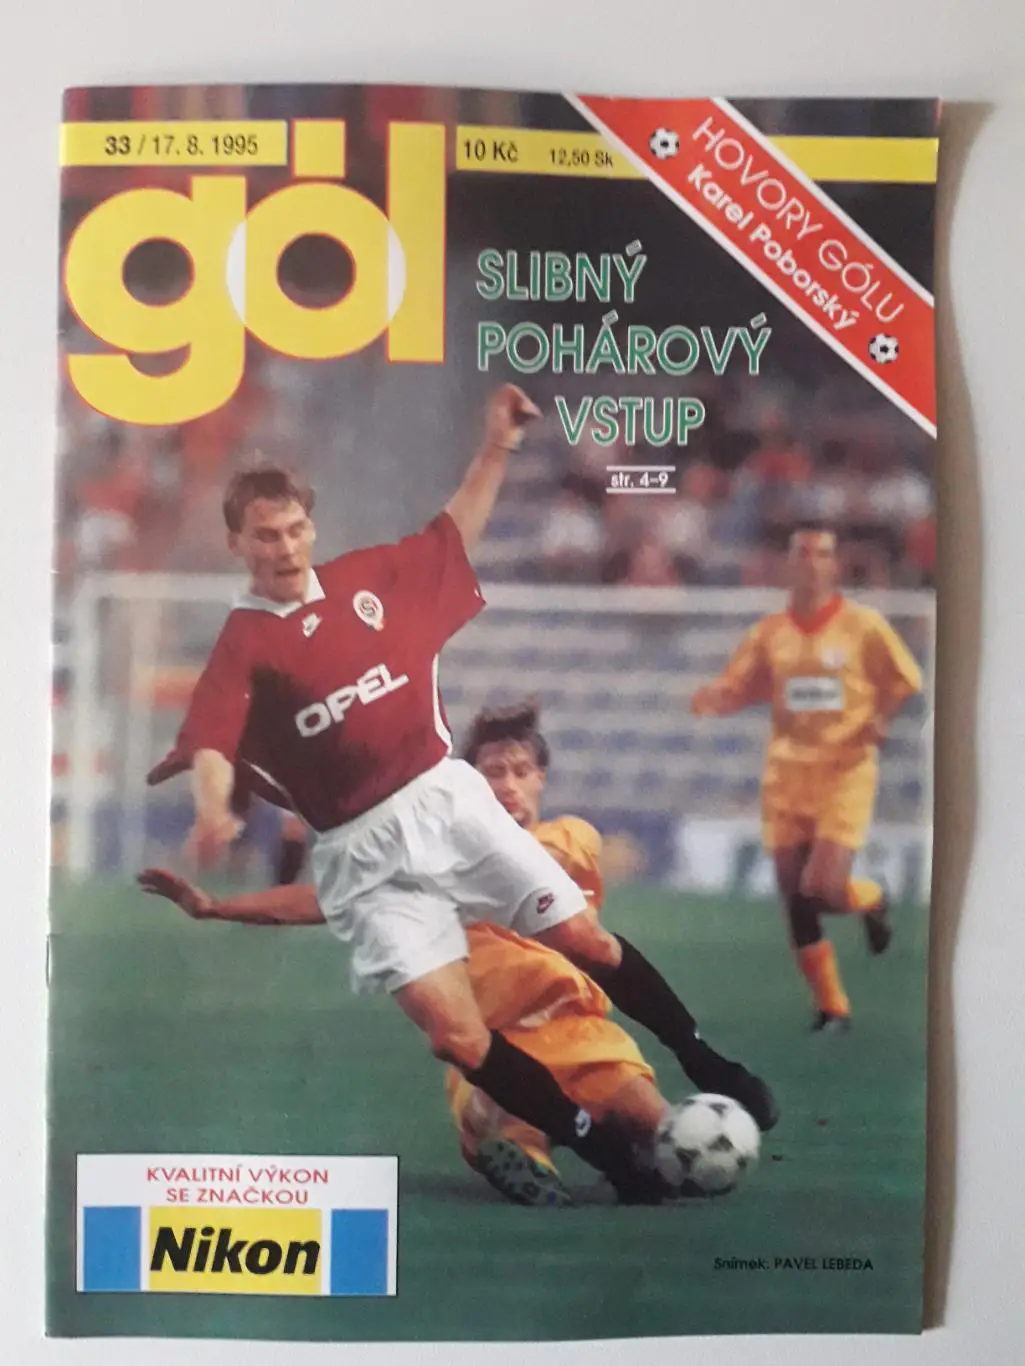 33 / 17. 8. 1995
10 Kč 12,50 Sk
gól
HOVORY GÓLU
Karel Poborský
SLIBNÝ
POHÁROVÝ
VSTUP
str. 4–9
S
OPEL
KVALITNÍ VÝKON
SE ZNAČKOU
Nikon
Snímek: PAVEL LEBEDA